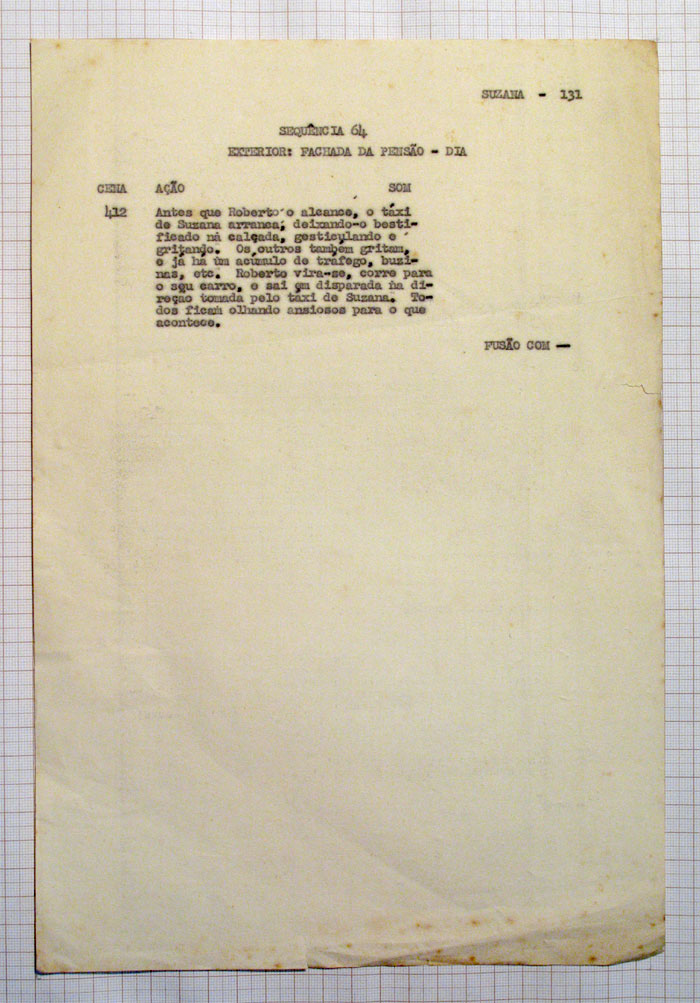 SUZANA - 131
SEQUÊNCIA 64
EXTERIOR: FACHADA DA PENSÃO - DIA
CENA AÇÃO SOM
412 Antes que Roberto o alcance, o táxi
de Suzana arranca, deixando-o besti-
ficado na calçada, gesticulando e
gritando. Os outros também gritam,
e já há um acúmulo de tráfego, buzi-
nas, etc. Roberto vira-se, corre para
o seu carro, e sai em disparada na di-
reção tomada pelo táxi de Suzana. To-
dos ficam olhando ansiosos para o que
acontece.
FUSÃO COM —